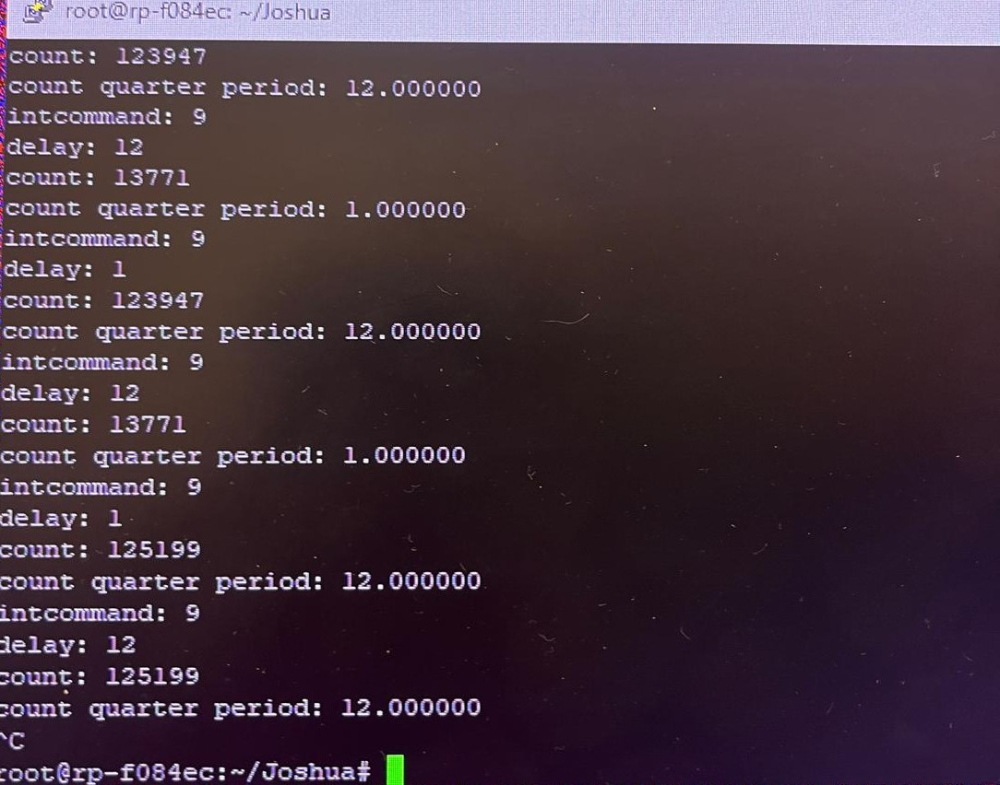 root@rp-f084ec: ~/Joshua
count: 123947
count quarter period: 12.000000
intcommand: 9
delay: 12
count: 13771
count quarter period: 1.000000
intcommand: 9
delay: 1
count: 123947
count quarter period: 12.000000
intcommand: 9
delay: 12
count: 13771
count quarter period: 1.000000
intcommand: 9
delay: 1
count: 125199
count quarter period: 12.000000
intcommand: 9
delay: 12
count: 125199
count quarter period: 12.000000
^C
root@rp-f084ec:~/Joshua#